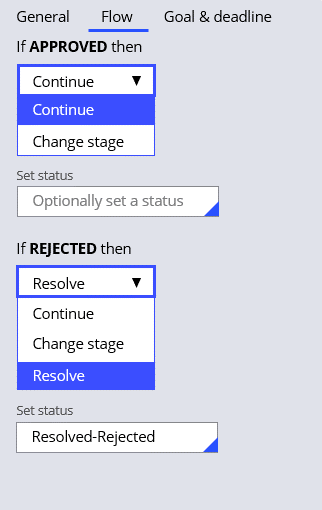 General Flow Goal & deadline
If APPROVED then
Continue
Continue
Change stage
Set status
Optionally set a status
If REJECTED then
Resolve
Continue
Change stage
Resolve
Set status
Resolved-Rejected